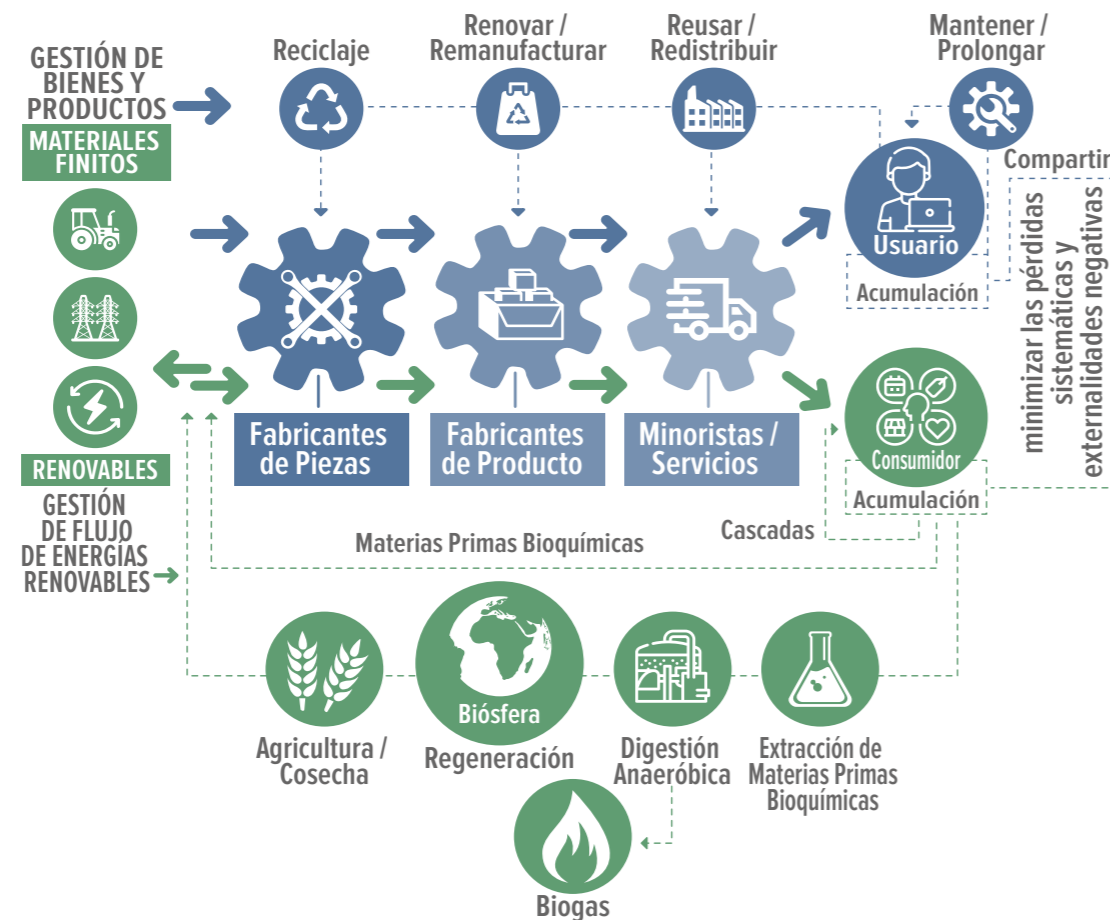 GESTIÓN DE
BIENES Y
PRODUCTOS
MATERIALES
FINITOS
Reciclaje
Renovar /
Remanufacturar
Reusar /
Redistribuir
Mantener /
Prolongar
Compartir
Usuario
Acumulación
minimizar las pérdidas
sistemáticas y
externalidades negativas
Fabricantes
de Piezas
Fabricantes
de Producto
Minoristas /
Servicios
Consumidor
Acumulación
RENOVABLES
GESTIÓN
DE FLUJO
DE ENERGÍAS
RENOVABLES
Cascadas
Materias Primas Bioquímicas
Agricultura /
Cosecha
Biósfera
Regeneración
Digestión
Anaeróbica
Extracción de
Materias Primas
Bioquímicas
Biogas